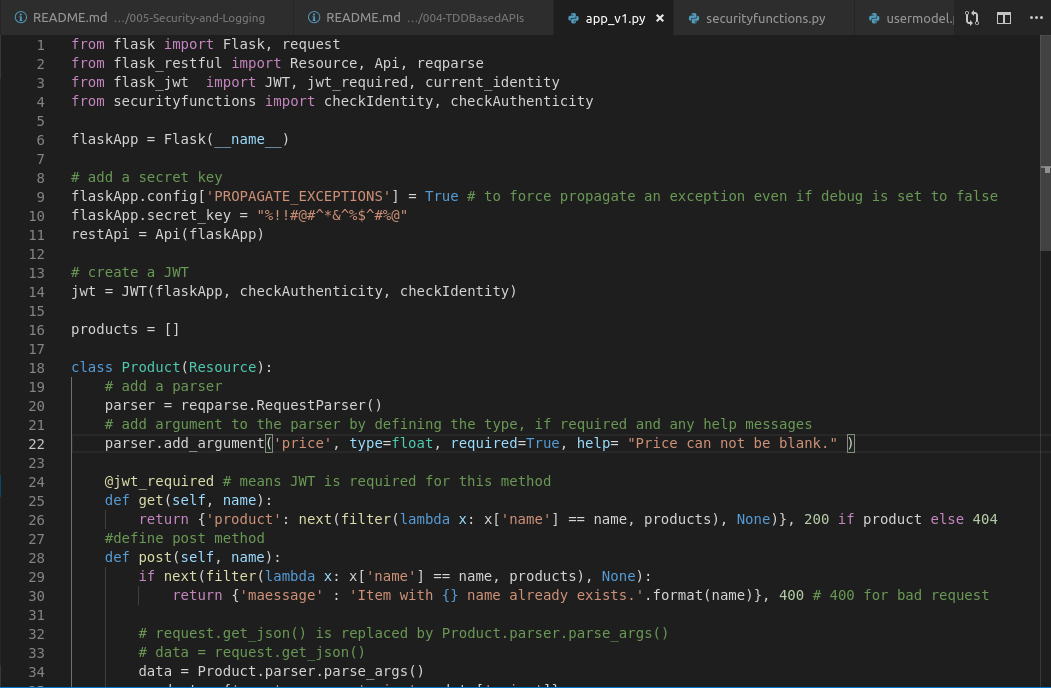 README.md .../005-Security-and-Logging README.md .../004-TDDBasedAPIs app_v1.py × securityfunctions.py usermodel.
1 from flask import Flask, request
2 from flask_restful import Resource, Api, reqparse
3 from flask_jwt  import JWT, jwt_required, current_identity
4 from securityfunctions import checkIdentity, checkAuthenticity
5
6 flaskApp = Flask(__name__)
7
8 # add a secret key
9 flaskApp.config['PROPAGATE_EXCEPTIONS'] = True # to force propagate an exception even if debug is set to false
10 flaskApp.secret_key = "%!!#@#^*&^%$^#%@"
11 restApi = Api(flaskApp)
12
13 # create a JWT
14 jwt = JWT(flaskApp, checkAuthenticity, checkIdentity)
15
16 products = []
17
18 class Product(Resource):
19     # add a parser
20     parser = reqparse.RequestParser()
21     # add argument to the parser by defining the type, if required and any help messages
22     parser.add_argument('price', type=float, required=True, help= "Price can not be blank." )
23
24     @jwt_required # means JWT is required for this method
25     def get(self, name):
26         return {'product': next(filter(lambda x: x['name'] == name, products), None)}, 200 if product else 404
27     #define post method
28     def post(self, name):
29         if next(filter(lambda x: x['name'] == name, products), None):
30             return {'maessage' : 'Item with {} name already exists.'.format(name)}, 400 # 400 for bad request
31
32         # request.get_json() is replaced by Product.parser.parse_args()
33         # data = request.get_json()
34         data = Product.parser.parse_args()